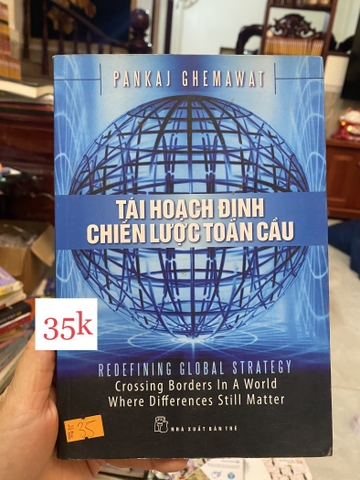 PANKAJ GHEMAWAT
TÁI HOẠCH ĐỊNH
CHIẾN LƯỢC TOÀN CẦU
35k
REDEFINING GLOBAL STRATEGY
Crossing Borders In A World
Where Differences Still Matter
NHÀ XUẤT BẢN TRẺ
35